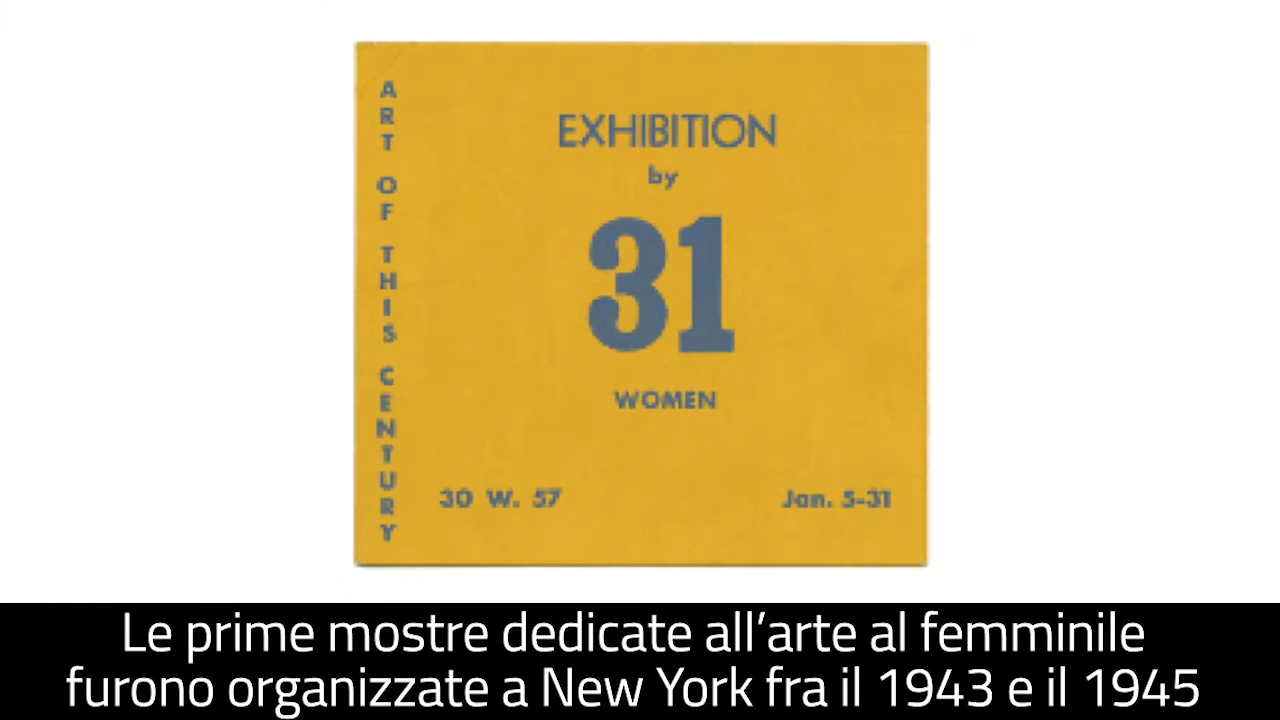 ART OF THIS CENTURY
EXHIBITION
by
31
WOMEN
30 W. 57
Jan. 5-31
Le prime mostre dedicate all’arte al femminile
furono organizzate a New York fra il 1943 e il 1945